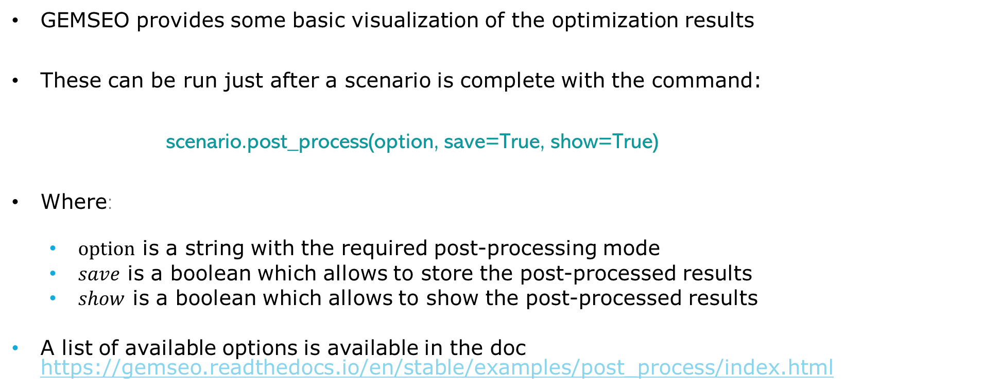 • GEMSEO provides some basic visualization of the optimization results
• These can be run just after a scenario is complete with the command:
scenario.post_process(option, save=True, show=True)
• Where:
• option is a string with the required post-processing mode
• save is a boolean which allows to store the post-processed results
• show is a boolean which allows to show the post-processed results
• A list of available options is available in the doc
https://gemseo.readthedocs.io/en/stable/examples/post_process/index.html